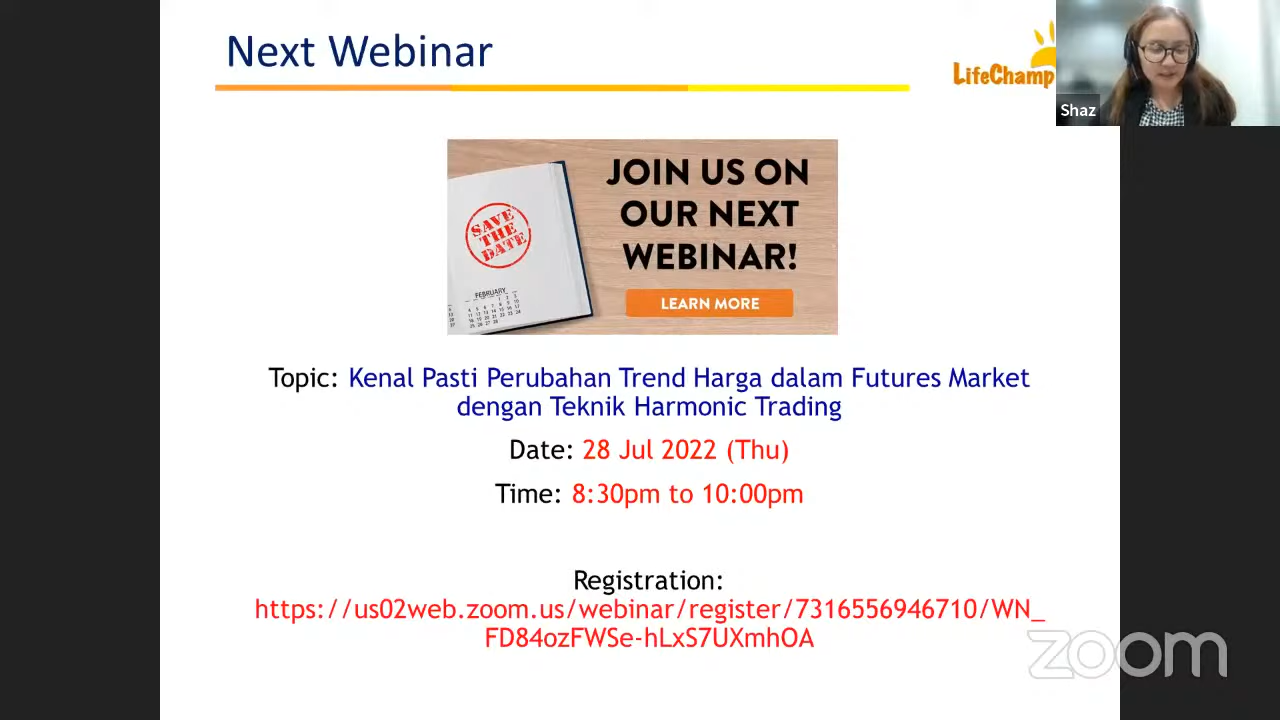 Next Webinar
LifeChamp
Shaz
JOIN US ON
OUR NEXT
WEBINAR!
SAVE
THE
DATE
FEBRUARY
LEARN MORE
Topic: Kenal Pasti Perubahan Trend Harga dalam Futures Market
dengan Teknik Harmonic Trading
Date: 28 Jul 2022 (Thu)
Time: 8:30pm to 10:00pm
Registration:
https://us02web.zoom.us/webinar/register/7316556946710/WN_
FD84ozFWSe-hLxS7UXmhOA
zoom